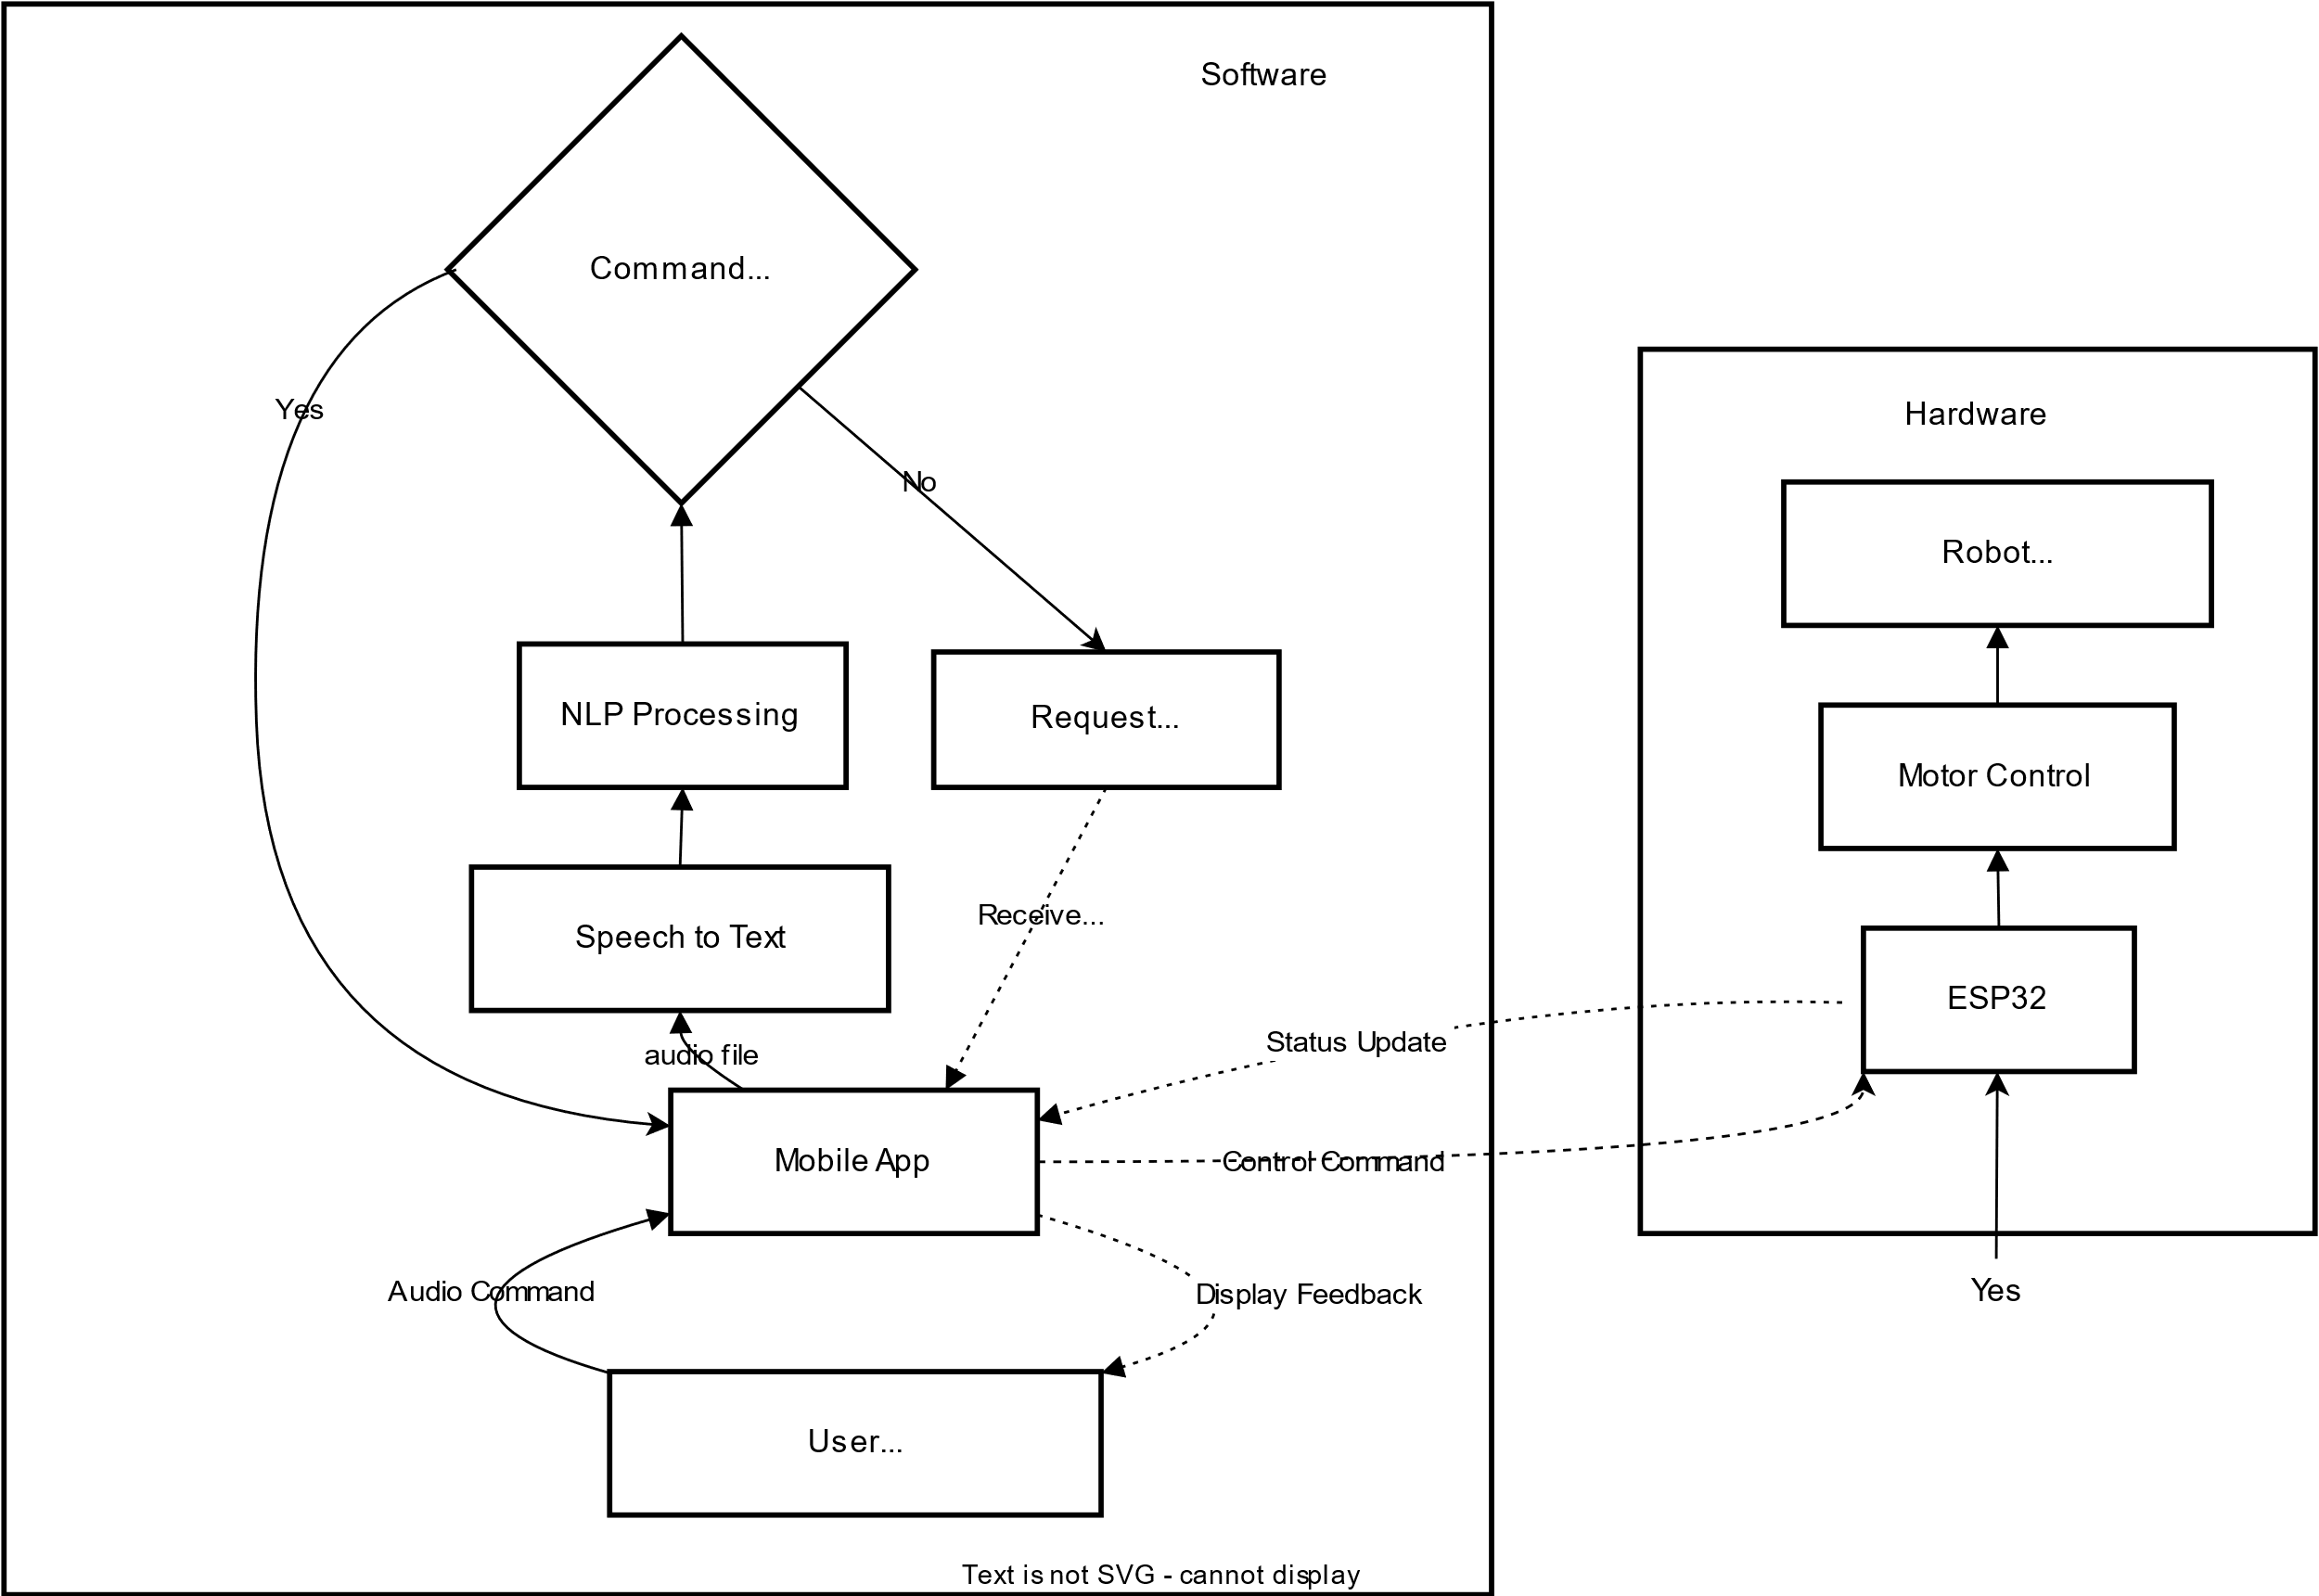 Software
Command...
Yes
No
NLP Processing
Request...
Speech to Text
Receive...
audio file
Status Update
Mobile App
Control Command
Audio Command
Display Feedback
User...
Text is not SVG - cannot display
Hardware
Robot...
Motor Control
ESP32
Yes